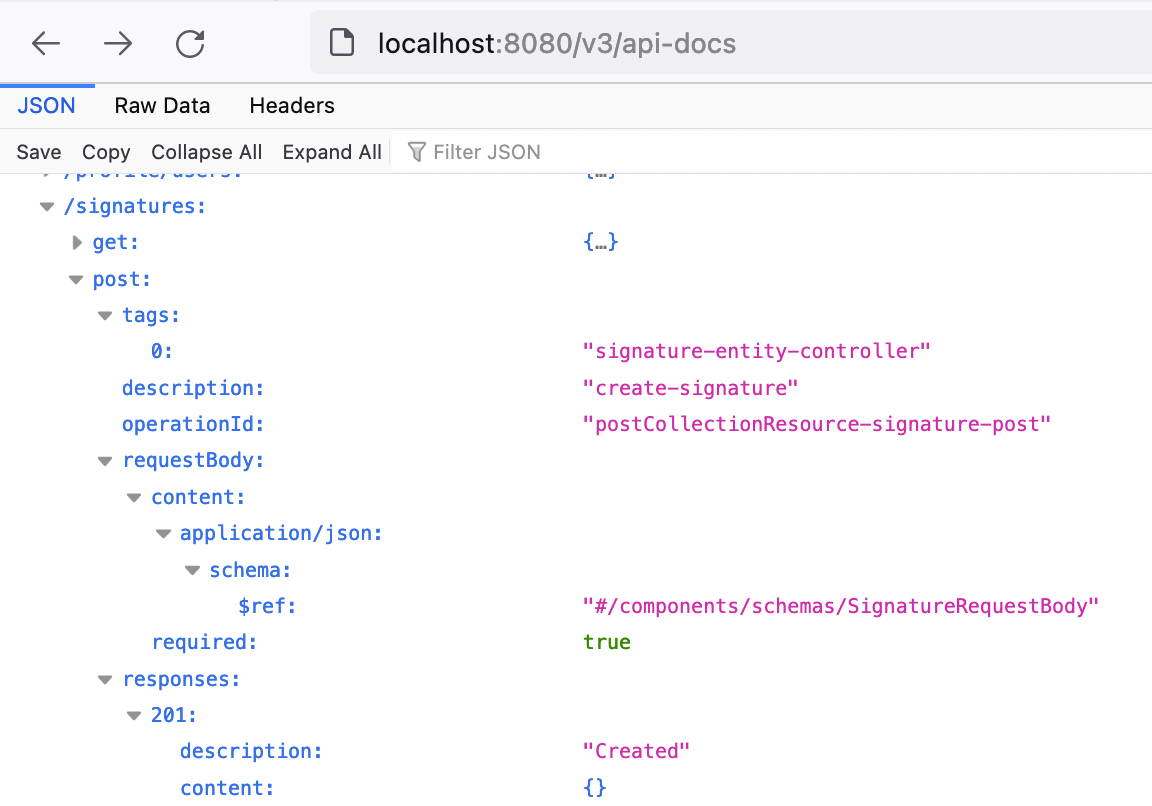 localhost:8080/v3/api-docs
JSON Raw Data Headers
Save Copy Collapse All Expand All Filter JSON
/profile/users: {…}
/signatures:
get: {…}
post:
tags:
0: "signature-entity-controller"
description: "create-signature"
operationId: "postCollectionResource-signature-post"
requestBody:
content:
application/json:
schema:
$ref: "#/components/schemas/SignatureRequestBody"
required: true
responses:
201:
description: "Created"
content: {}